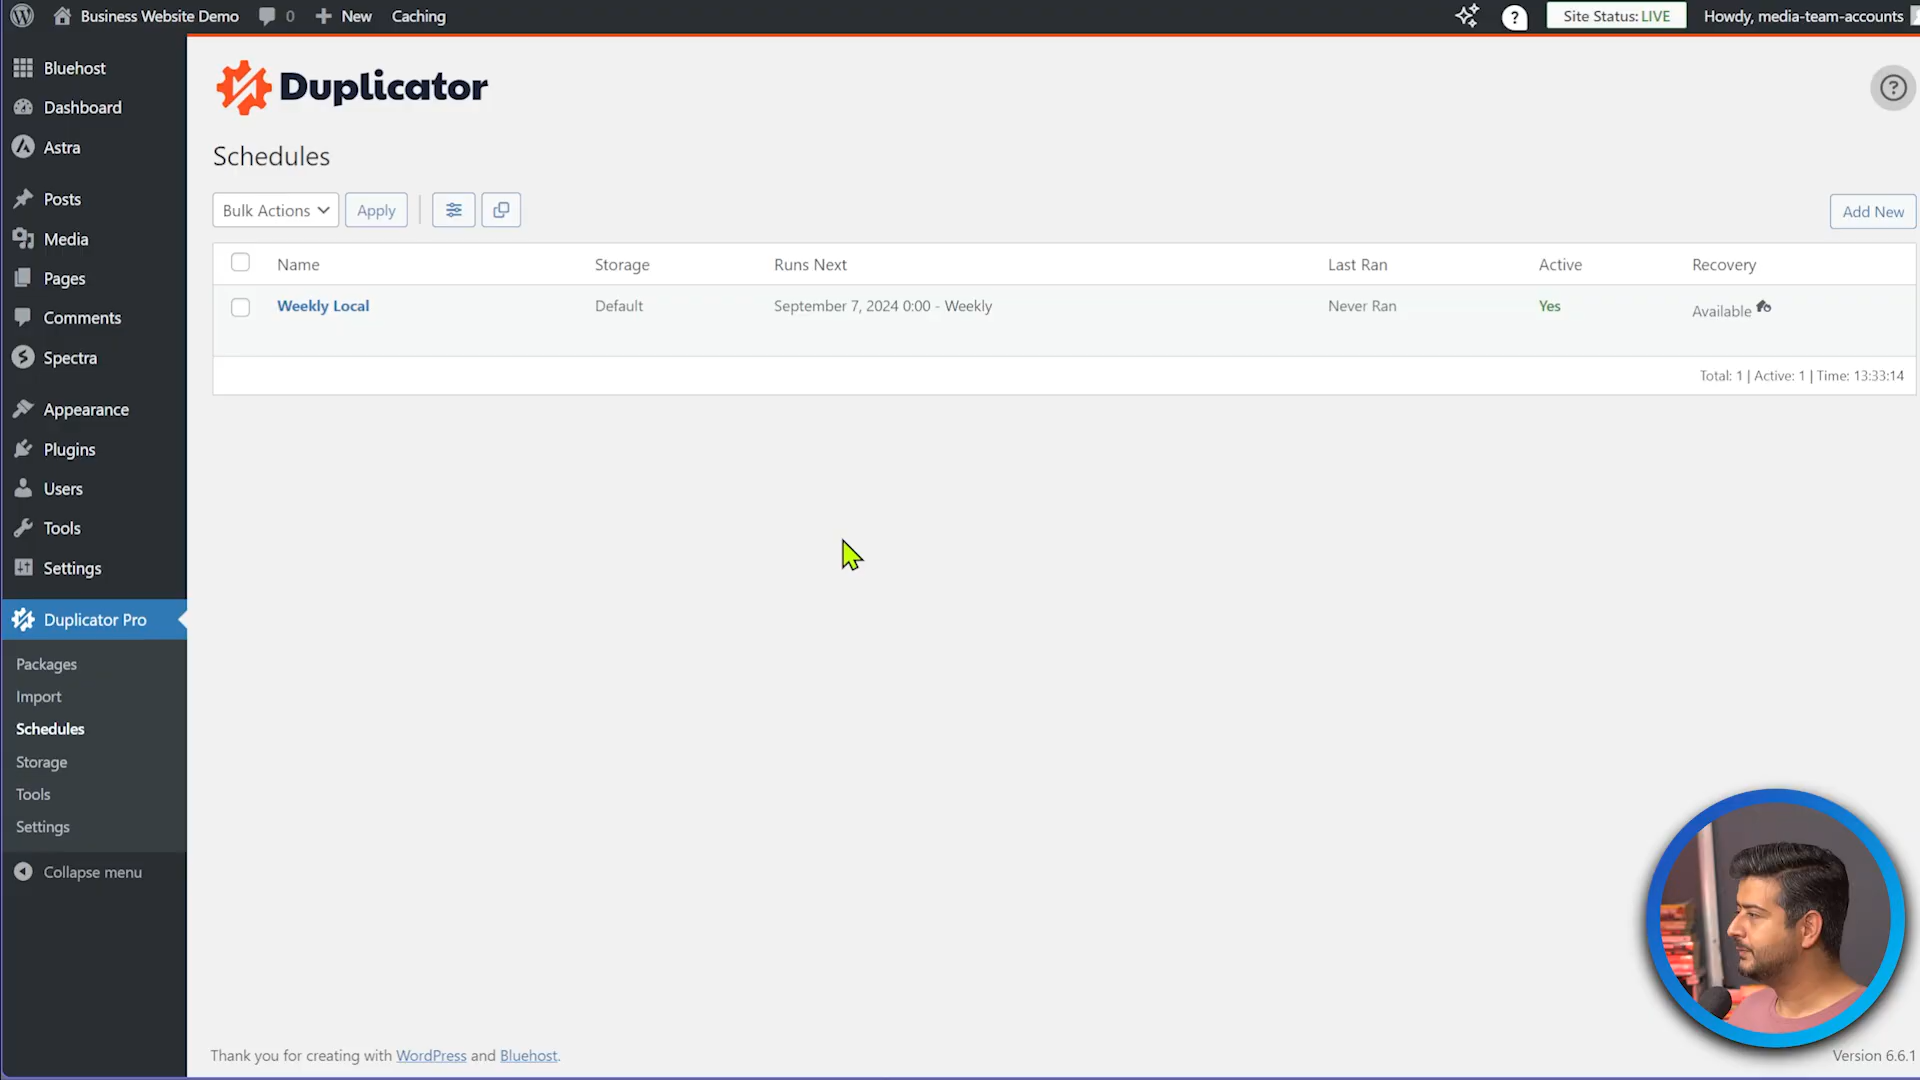 Business Website Demo 0 New Caching Site Status: LIVE Howdy, media-team-accounts
Bluehost
Dashboard
Astra
Posts
Media
Pages
Comments
Spectra
Appearance
Plugins
Users
Tools
Settings
Duplicator Pro
Packages
Import
Schedules
Storage
Tools
Settings
Collapse menu
Duplicator
Schedules
Bulk Actions Apply Add New
Name Storage Runs Next Last Ran Active Recovery
Weekly Local Default September 7, 2024 0:00 - Weekly Never Ran Yes Available
Total: 1 | Active: 1 | Time: 13:33:14
Thank you for creating with WordPress and Bluehost. Version 6.6.1